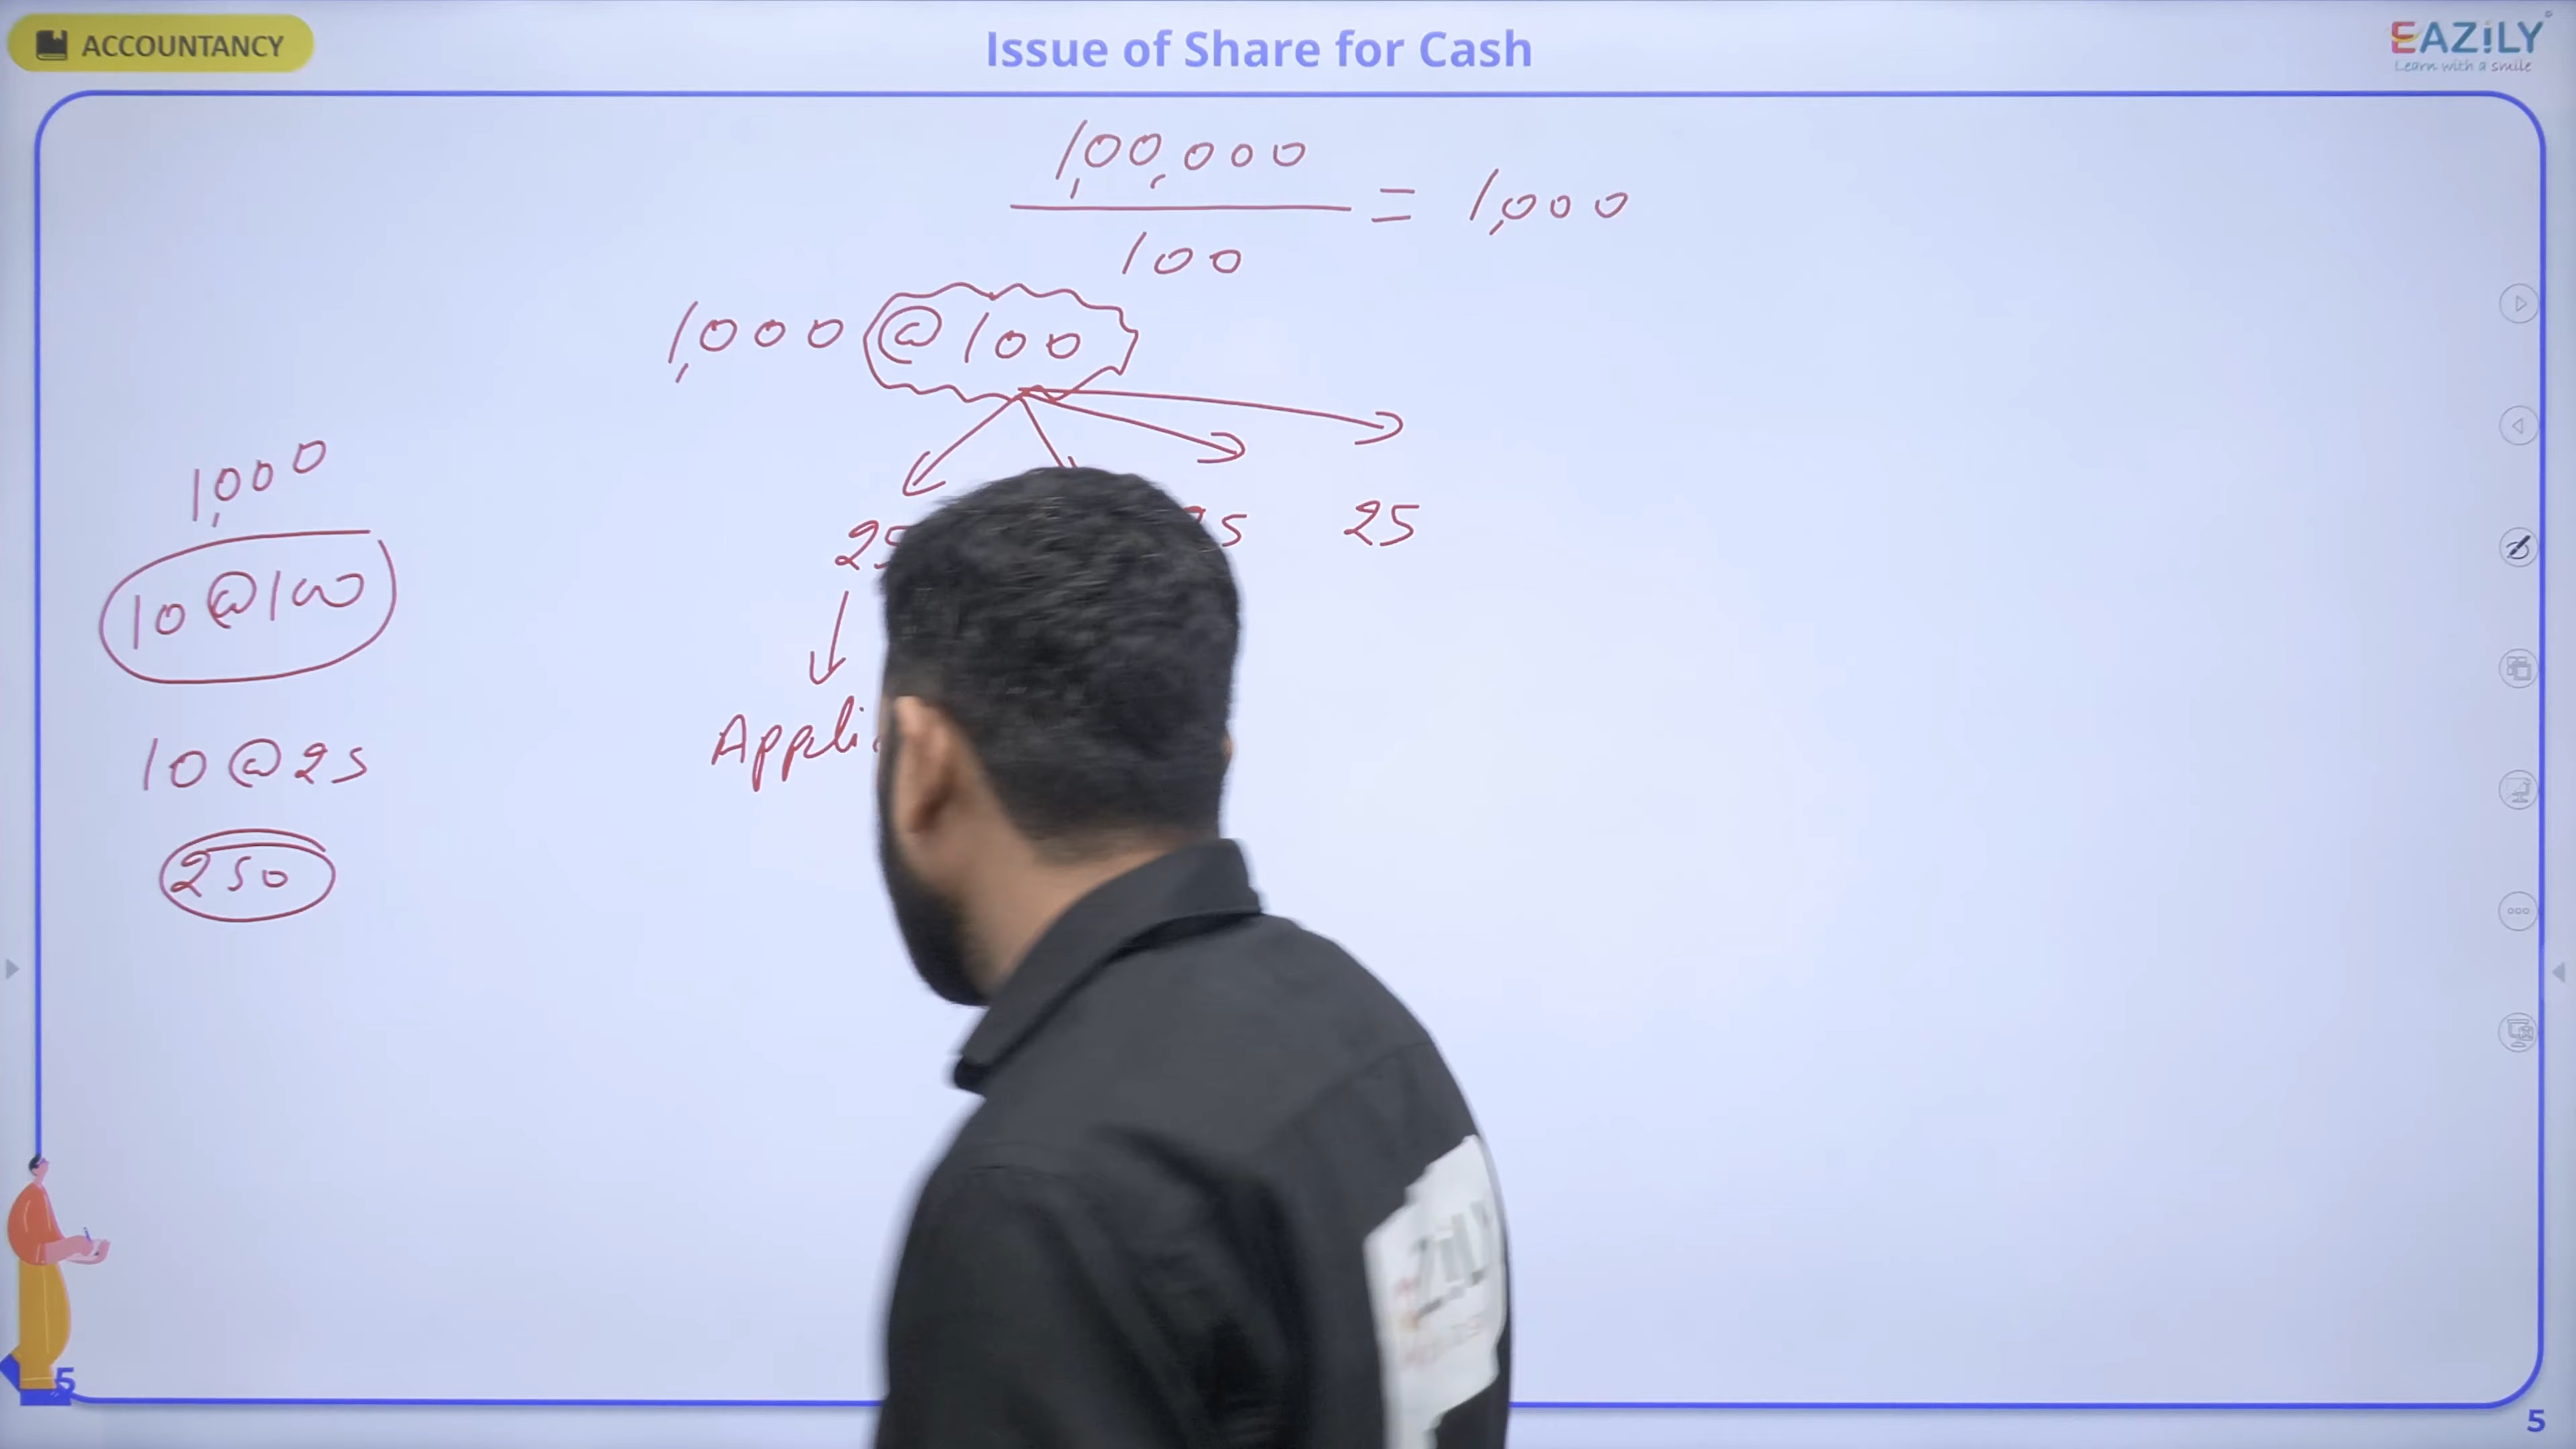 ACCOUNTANCY
Issue of Share for Cash
EAZiLY
Learn with a smile
1,00,000
100
= 1,000
1,000 @ 100
25
25
1,000
10 @ 100
10 @ 25
250
5
5